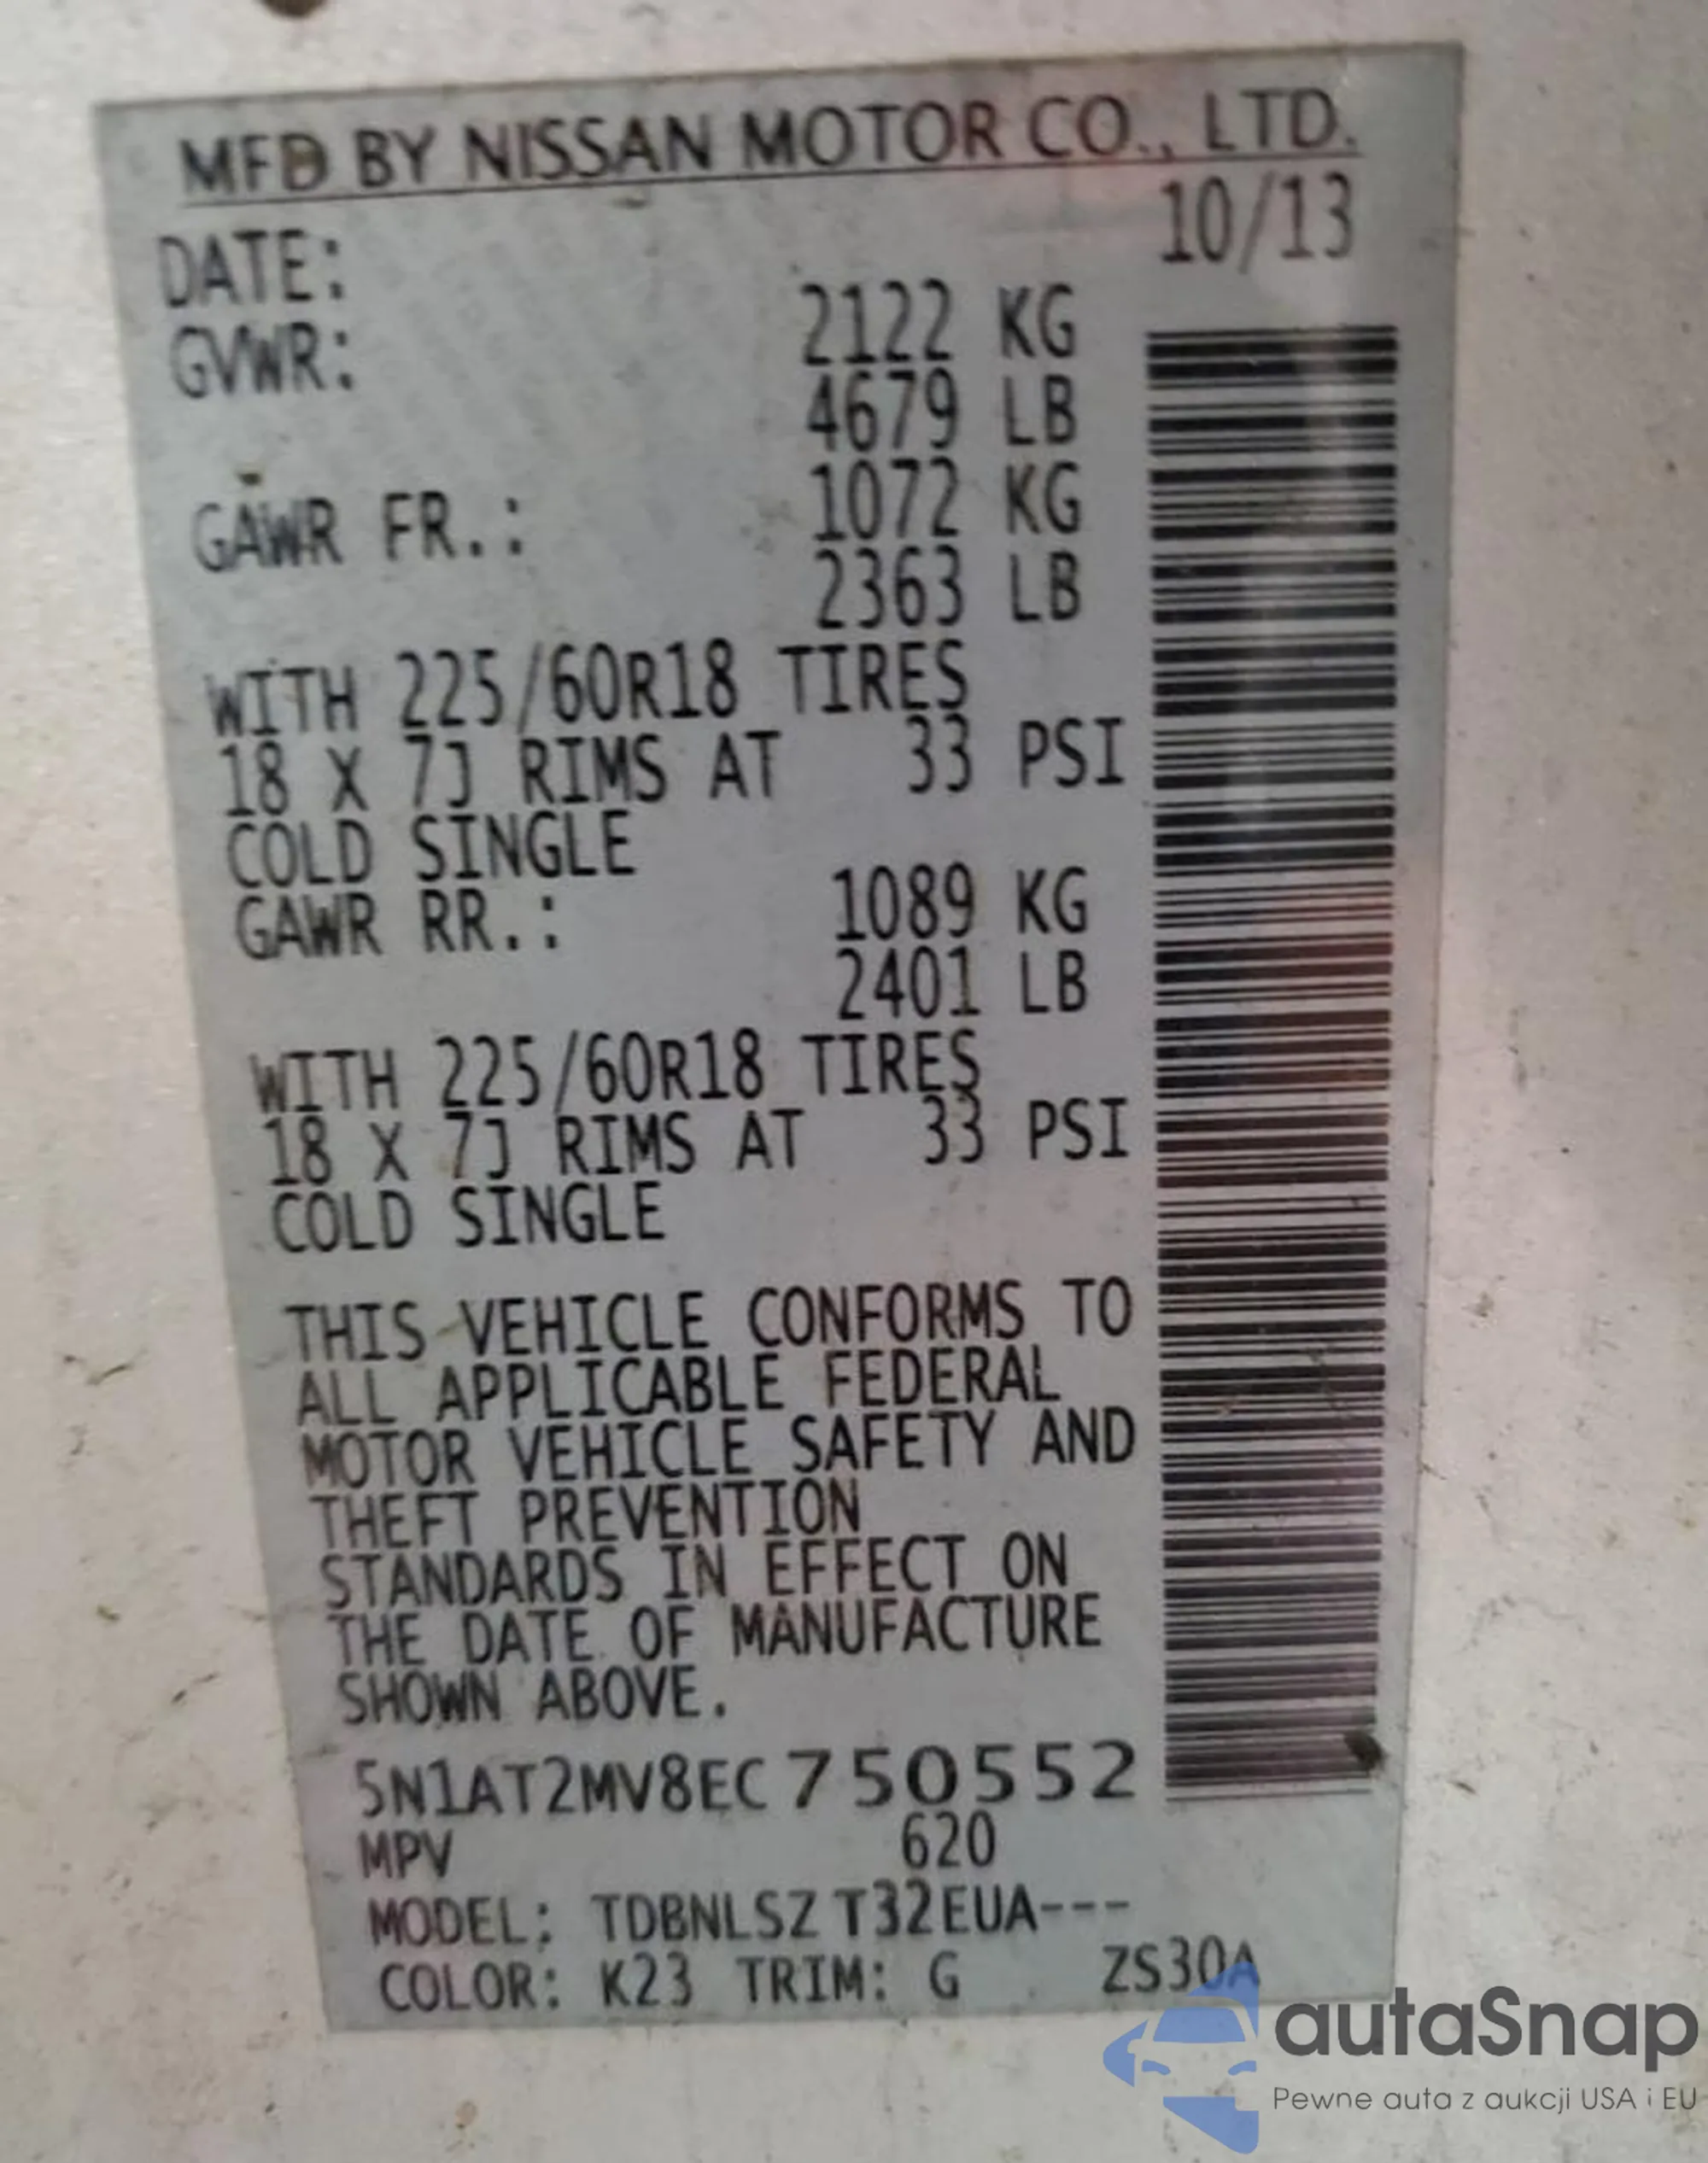 MFD BY NISSAN MOTOR CO., LTD.
DATE: 10/13
GVWR: 2122 KG
4679 LB
GAWR FR.: 1072 KG
2363 LB
WITH 225/60R18 TIRES
18 X 7J RIMS AT 33 PSI
COLD SINGLE
GAWR RR.: 1089 KG
2401 LB
WITH 225/60R18 TIRES
18 X 7J RIMS AT 33 PSI
COLD SINGLE
THIS VEHICLE CONFORMS TO
ALL APPLICABLE FEDERAL
MOTOR VEHICLE SAFETY AND
THEFT PREVENTION
STANDARDS IN EFFECT ON
THE DATE OF MANUFACTURE
SHOWN ABOVE.
5N1AT2MV8EC750552
MPV 620
MODEL: TDBNLSZ T32EUA---
COLOR: K23 TRIM: G ZS30A
autaSnap
Pewne auta z aukcji USA i EU